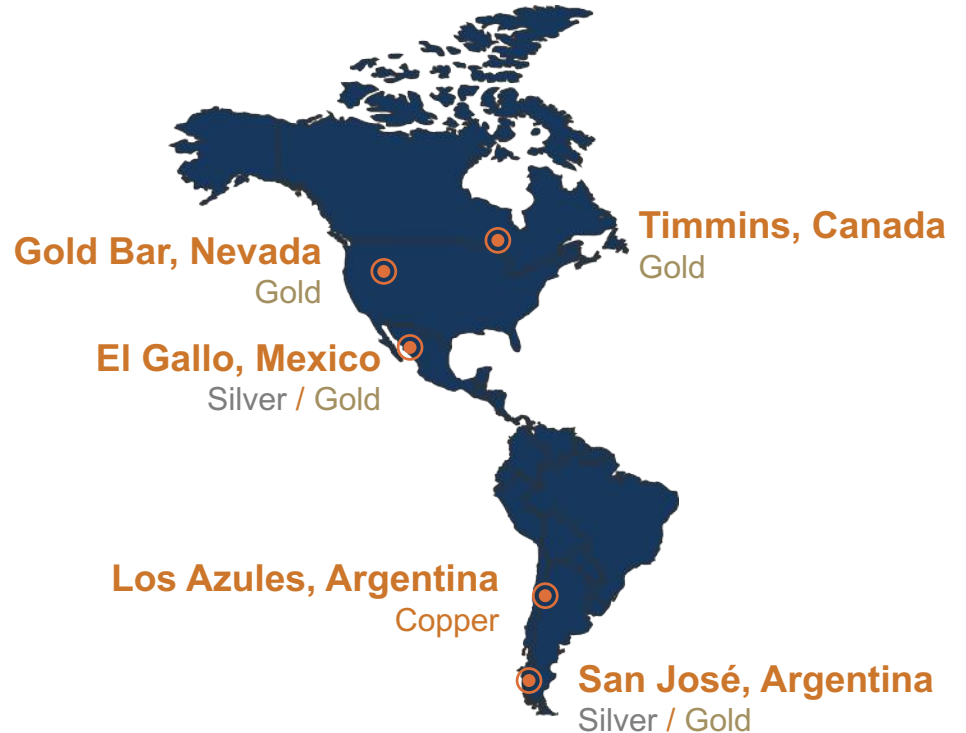 Timmins, Canada
Gold
Gold Bar, Nevada
Gold
El Gallo, Mexico
Silver / Gold
Los Azules, Argentina
Copper
San José, Argentina
Silver / Gold